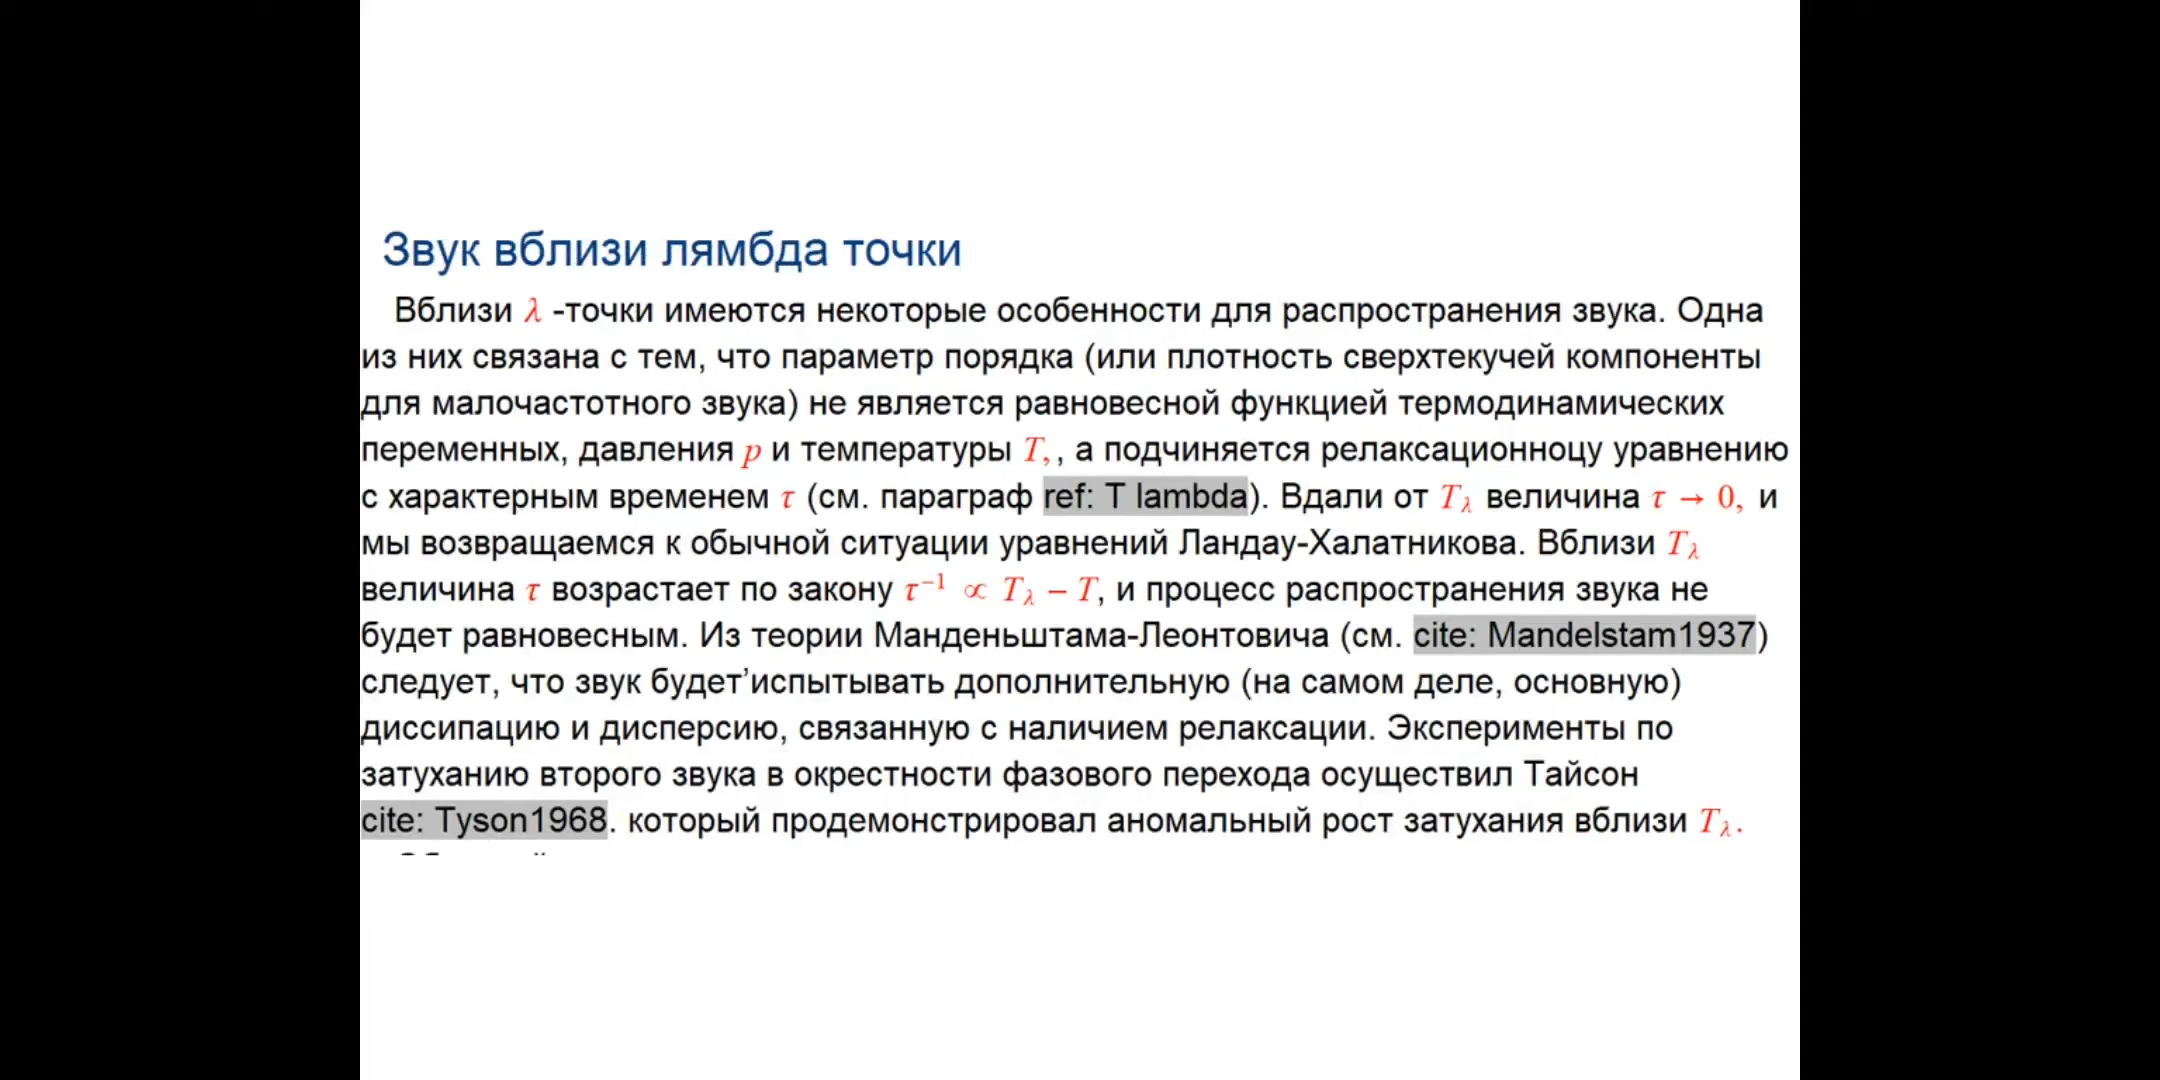 Звук вблизи лямбда точки
Вблизи λ -точки имеются некоторые особенности для распространения звука. Одна
из них связана с тем, что параметр порядка (или плотность сверхтекучей компоненты
для малочастотного звука) не является равновесной функцией термодинамических
переменных, давления p и температуры T, , а подчиняется релаксационноцу уравнению
с характерным временем τ (см. параграф ref: T lambda). Вдали от T_λ величина τ → 0, и
мы возвращаемся к обычной ситуации уравнений Ландау-Халатникова. Вблизи T_λ
величина τ возрастает по закону τ⁻¹ ∝ T_λ − T, и процесс распространения звука не
будет равновесным. Из теории Манденьштама-Леонтовича (см. cite: Mandelstam1937)
следует, что звук будет'испытывать дополнительную (на самом деле, основную)
диссипацию и дисперсию, связанную с наличием релаксации. Эксперименты по
затуханию второго звука в окрестности фазового перехода осуществил Тайсон
cite: Tyson1968. который продемонстрировал аномальный рост затухания вблизи T_λ.